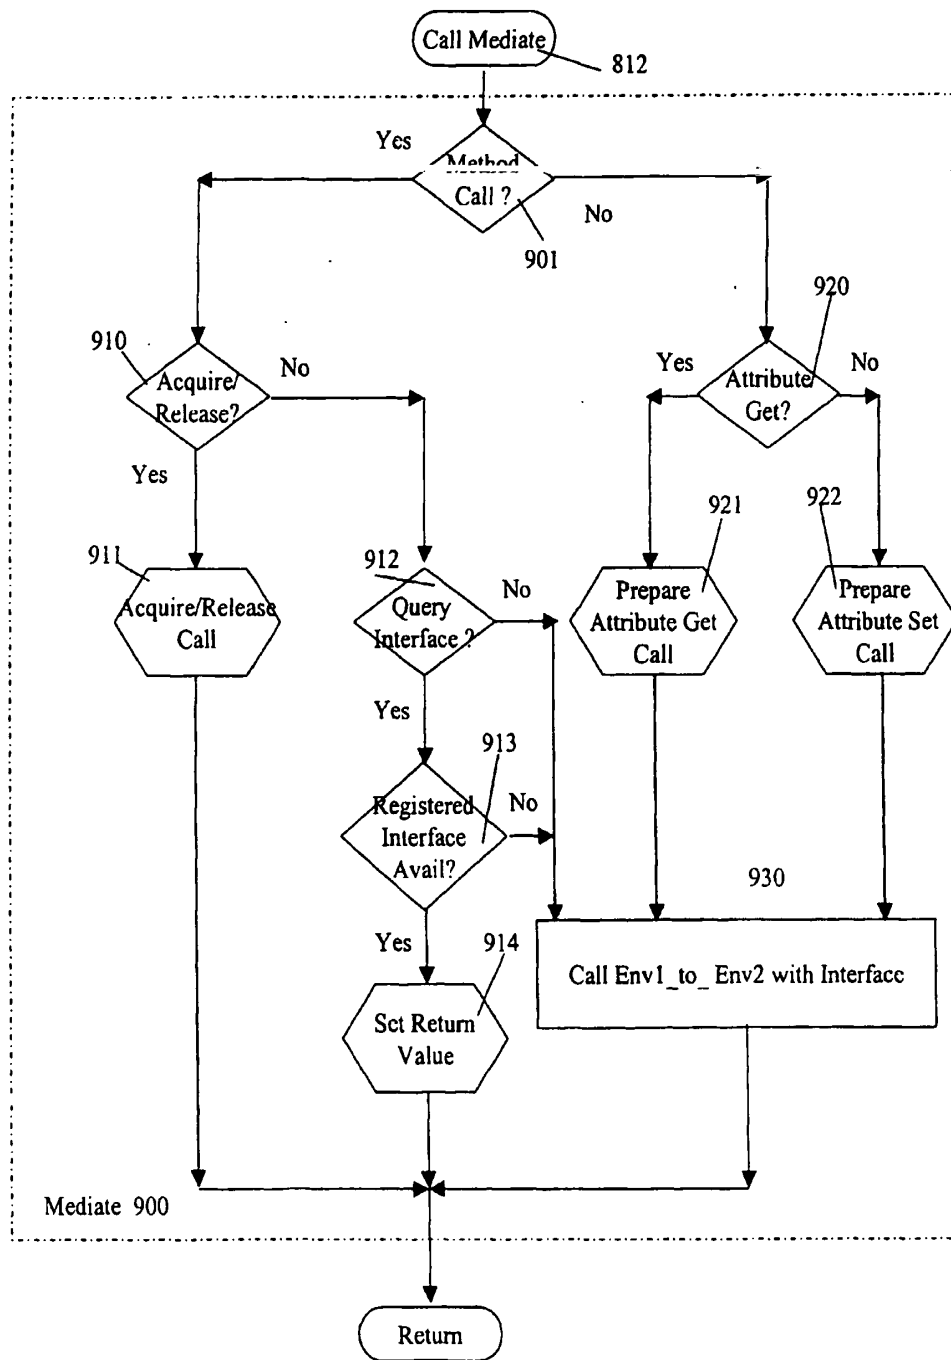 Call Mediate
812
Yes
Method
Call ?
No
901
920
910
Acquire/
Release?
No
Yes
Attribute
Get?
No
Yes
911
Acquire/Release
Call
912
Query
Interface ?
No
921
Prepare
Attribute Get
Call
922
Prepare
Attribute Set
Call
Yes
913
Registered
Interface
Avail?
No
930
Yes
914
Call Env1_to_ Env2 with Interface
Set Return
Value
Mediate 900
Return